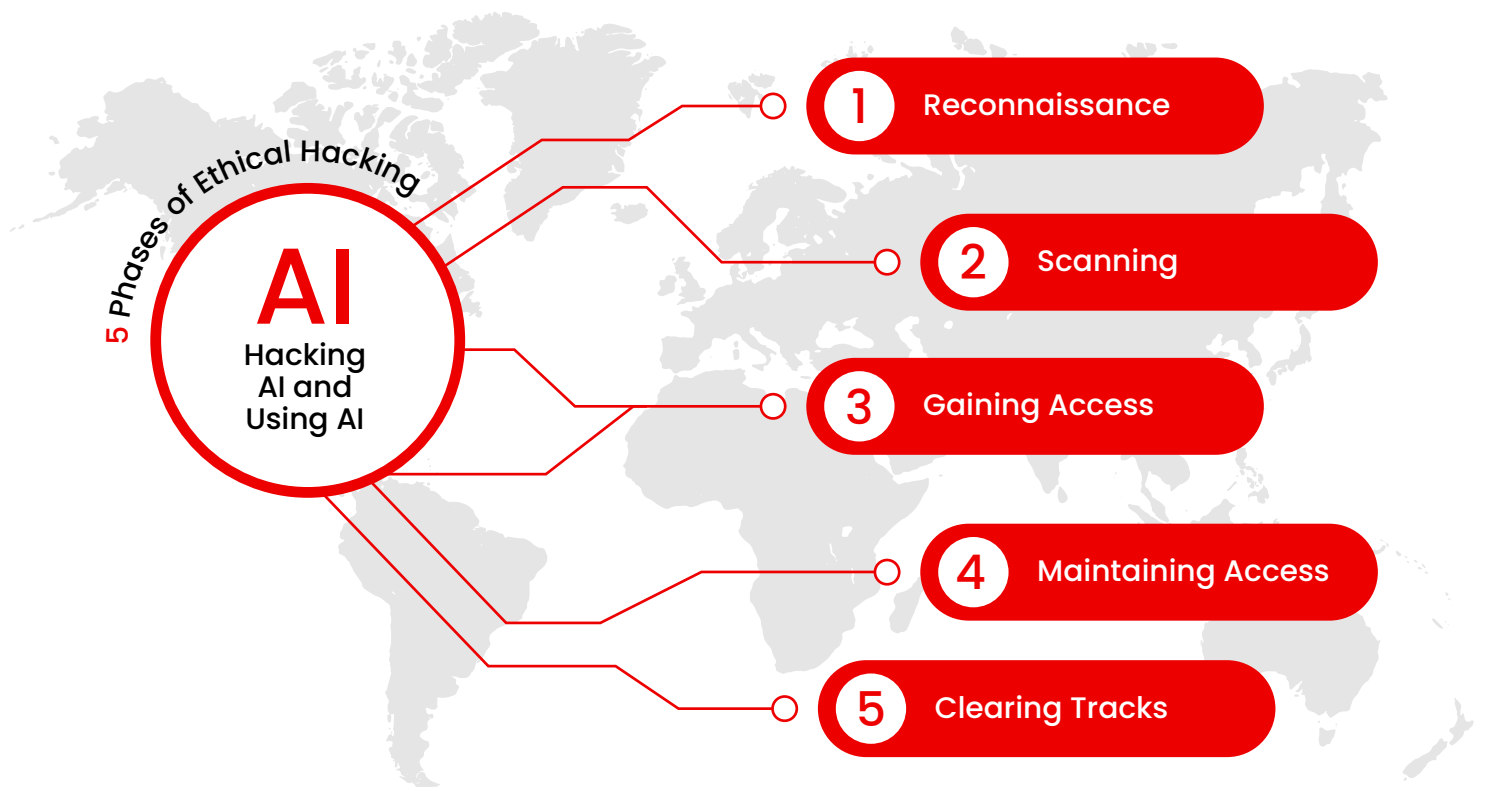 5 Phases of Ethical Hacking
AI
Hacking
AI and
Using AI
1 Reconnaissance
2 Scanning
3 Gaining Access
4 Maintaining Access
5 Clearing Tracks